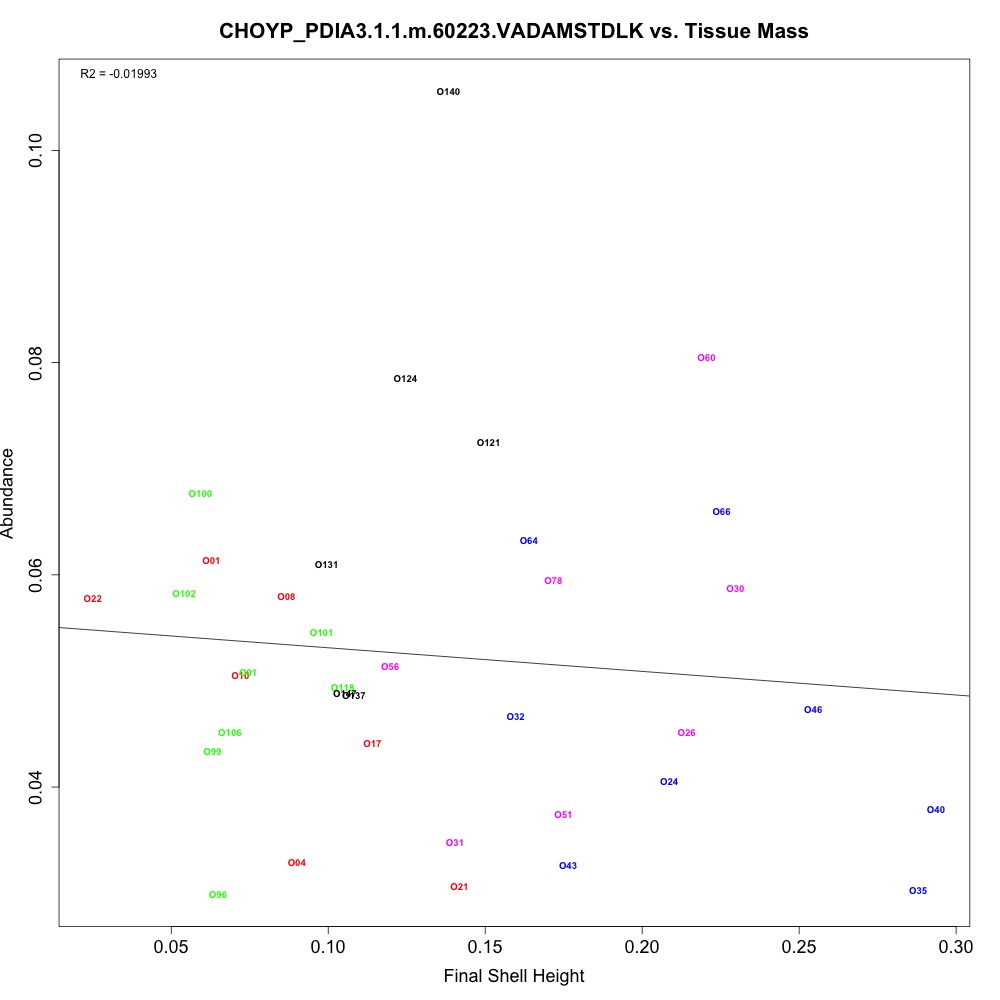 CHOYP_PDIA3.1.1.m.60223.VADAMSTDLK vs. Tissue Mass
R2 = -0.01993
O140
0.10
O60
0.08
O124
O121
O100
O66
O64
O01
O131
0.06
O78
O30
O102
O08
O22
O101
O56
O91
O10
O118
O137
O46
O32
O106
O26
O17
O99
0.04
O24
O40
O51
O31
O43
O04
O21
O35
O96
Abundance
0.05 0.10 0.15 0.20 0.25 0.30
Final Shell Height